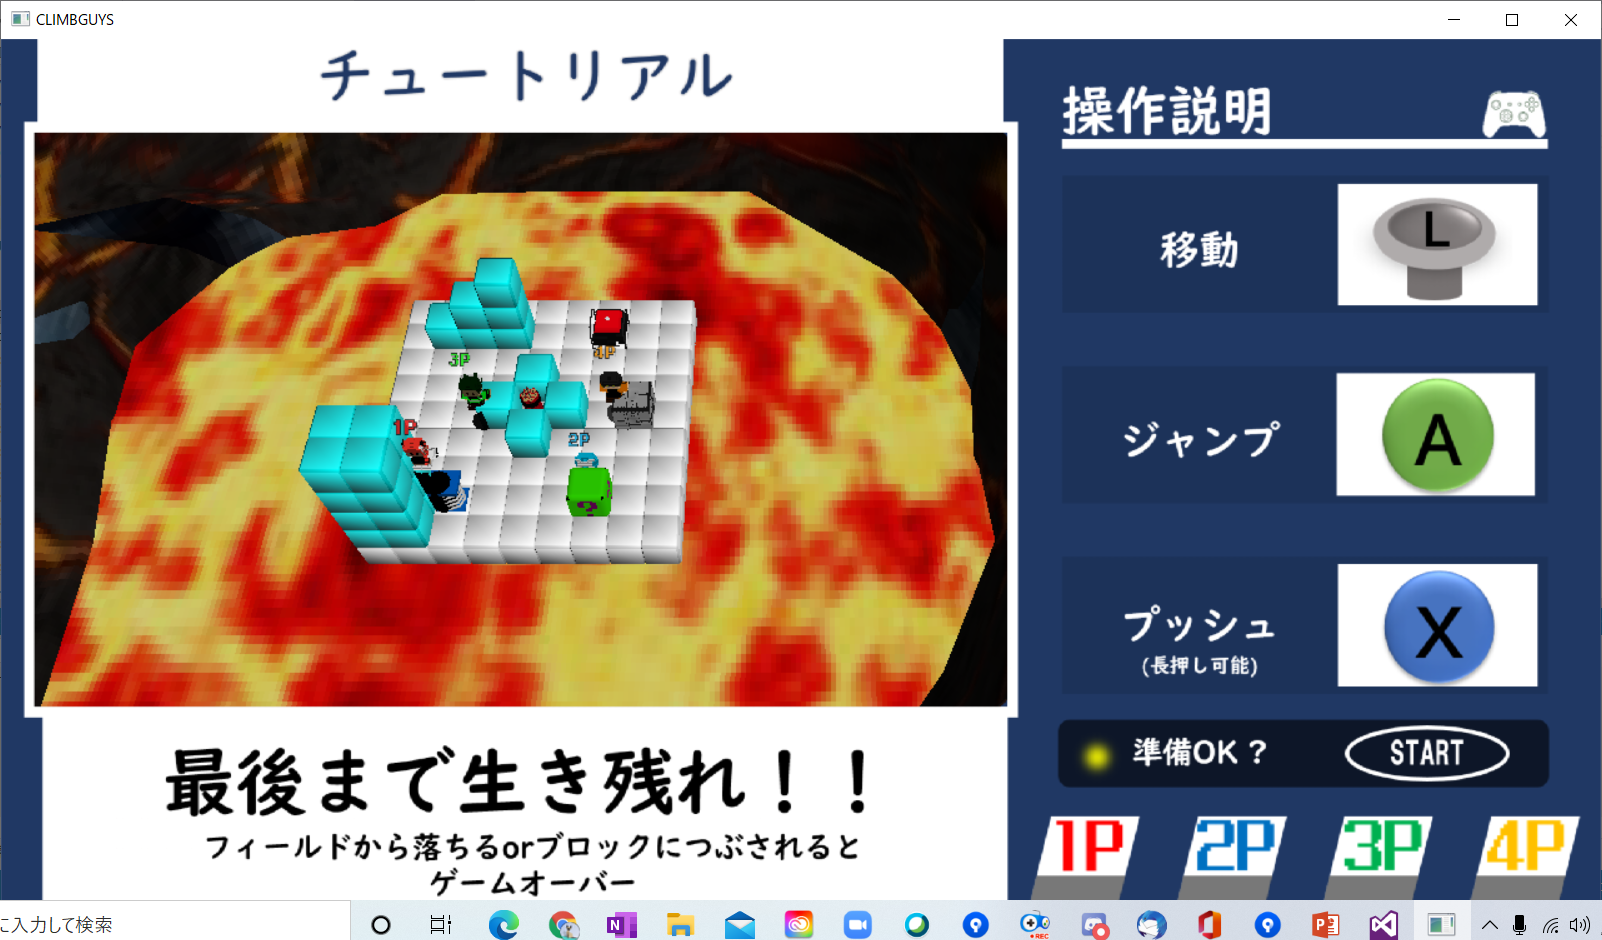 CLIMBGUYS
チュートリアル
操作説明
移動
L
ジャンプ
A
プッシュ
(長押し可能)
X
準備OK？
START
1P
2P
3P
4P
3P
4P
1P
2P
?
最後まで生き残れ！！
フィールドから落ちるorブロックにつぶされると
ゲームオーバー
に入力して検索
N
REC
P